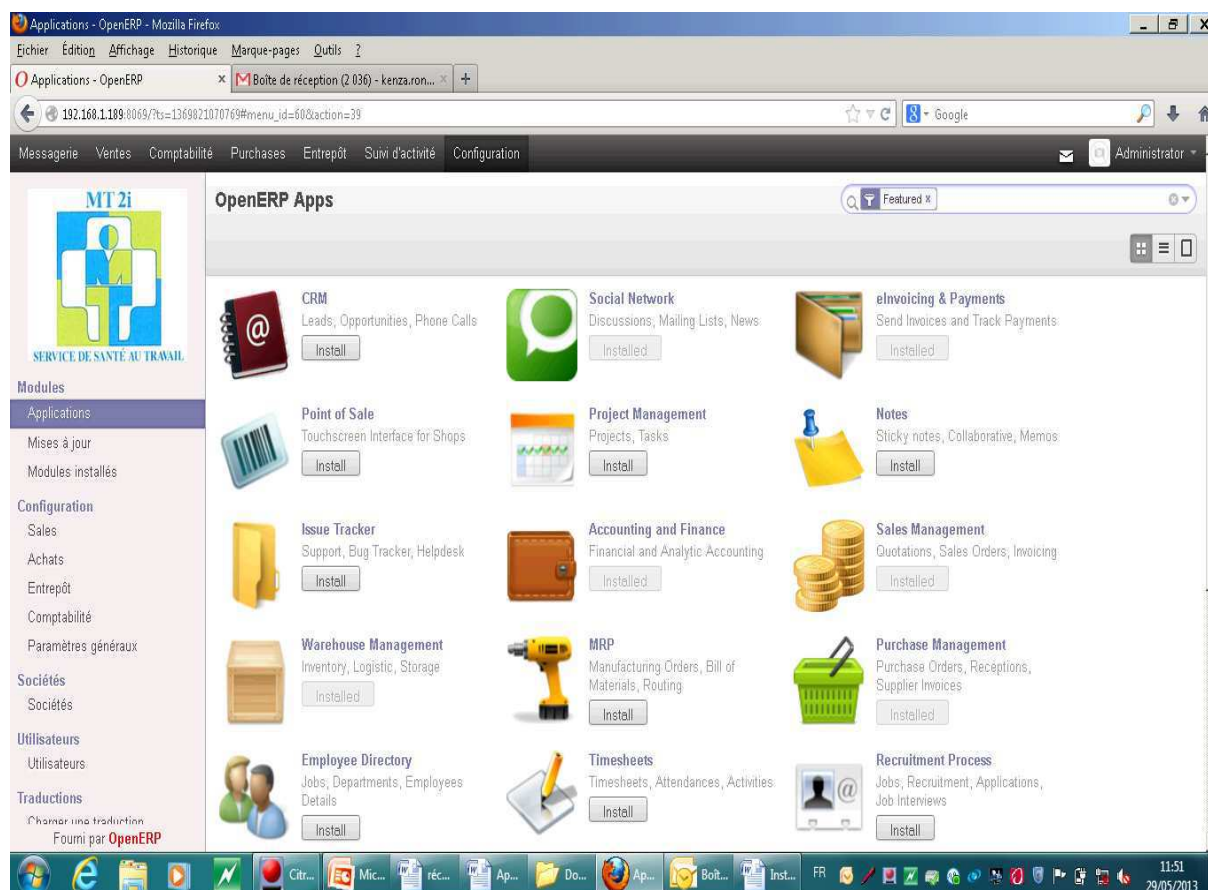 Applications - OpenERP - Mozilla Firefox
Fichier Édition Affichage Historique Marque-pages Outils ?
Applications - OpenERP
Boîte de réception (2 036) - kenza.ron...
192.168.1.189:8069/?ts=1369821070769#menu_id=60&action=39
Google
Messagerie Ventes Comptabilité Purchases Entrepôt Suivi d'activité Configuration
Administrator
MT2i
SERVICE DE SANTÉ AU TRAVAIL
Modules
Applications
Mises à jour
Modules installés
Configuration
Sales
Achats
Entrepôt
Comptabilité
Paramètres généraux
Sociétés
Sociétés
Utilisateurs
Utilisateurs
Traductions
Charger une traduction
Fourni par OpenERP
OpenERP Apps
Featured x
CRM
Leads, Opportunities, Phone Calls
Install
Social Network
Discussions, Mailing Lists, News
Installed
eInvoicing & Payments
Send Invoices and Track Payments
Installed
Point of Sale
Touchscreen Interface for Shops
Install
Project Management
Projects, Tasks
Install
Notes
Sticky notes, Collaborative, Memos
Install
Issue Tracker
Support, Bug Tracker, Helpdesk
Install
Accounting and Finance
Financial and Analytic Accounting
Installed
Sales Management
Quotations, Sales Orders, Invoicing
Installed
Warehouse Management
Inventory, Logistic, Storage
Installed
MRP
Manufacturing Orders, Bill of
Materials, Routing
Install
Purchase Management
Purchase Orders, Receptions,
Supplier Invoices
Installed
Employee Directory
Jobs, Departments, Employees
Details
Install
Timesheets
Timesheets, Attendances, Activities
Install
Recruitment Process
Jobs, Recruitment, Applications,
Job Interviews
Install
Citr... Mic... réc... Ap... Do... Ap... Boît... Inst... FR
11:51
29/05/2013